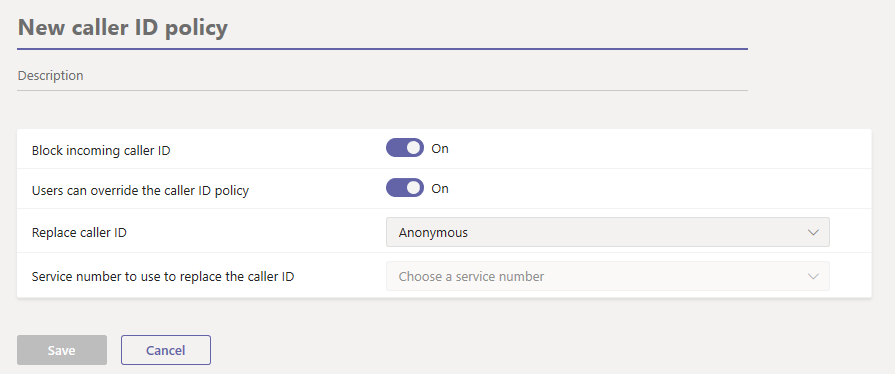 New caller ID policy
Description
Block incoming caller ID On
Users can override the caller ID policy On
Replace caller ID Anonymous
Service number to use to replace the caller ID Choose a service number
Save Cancel